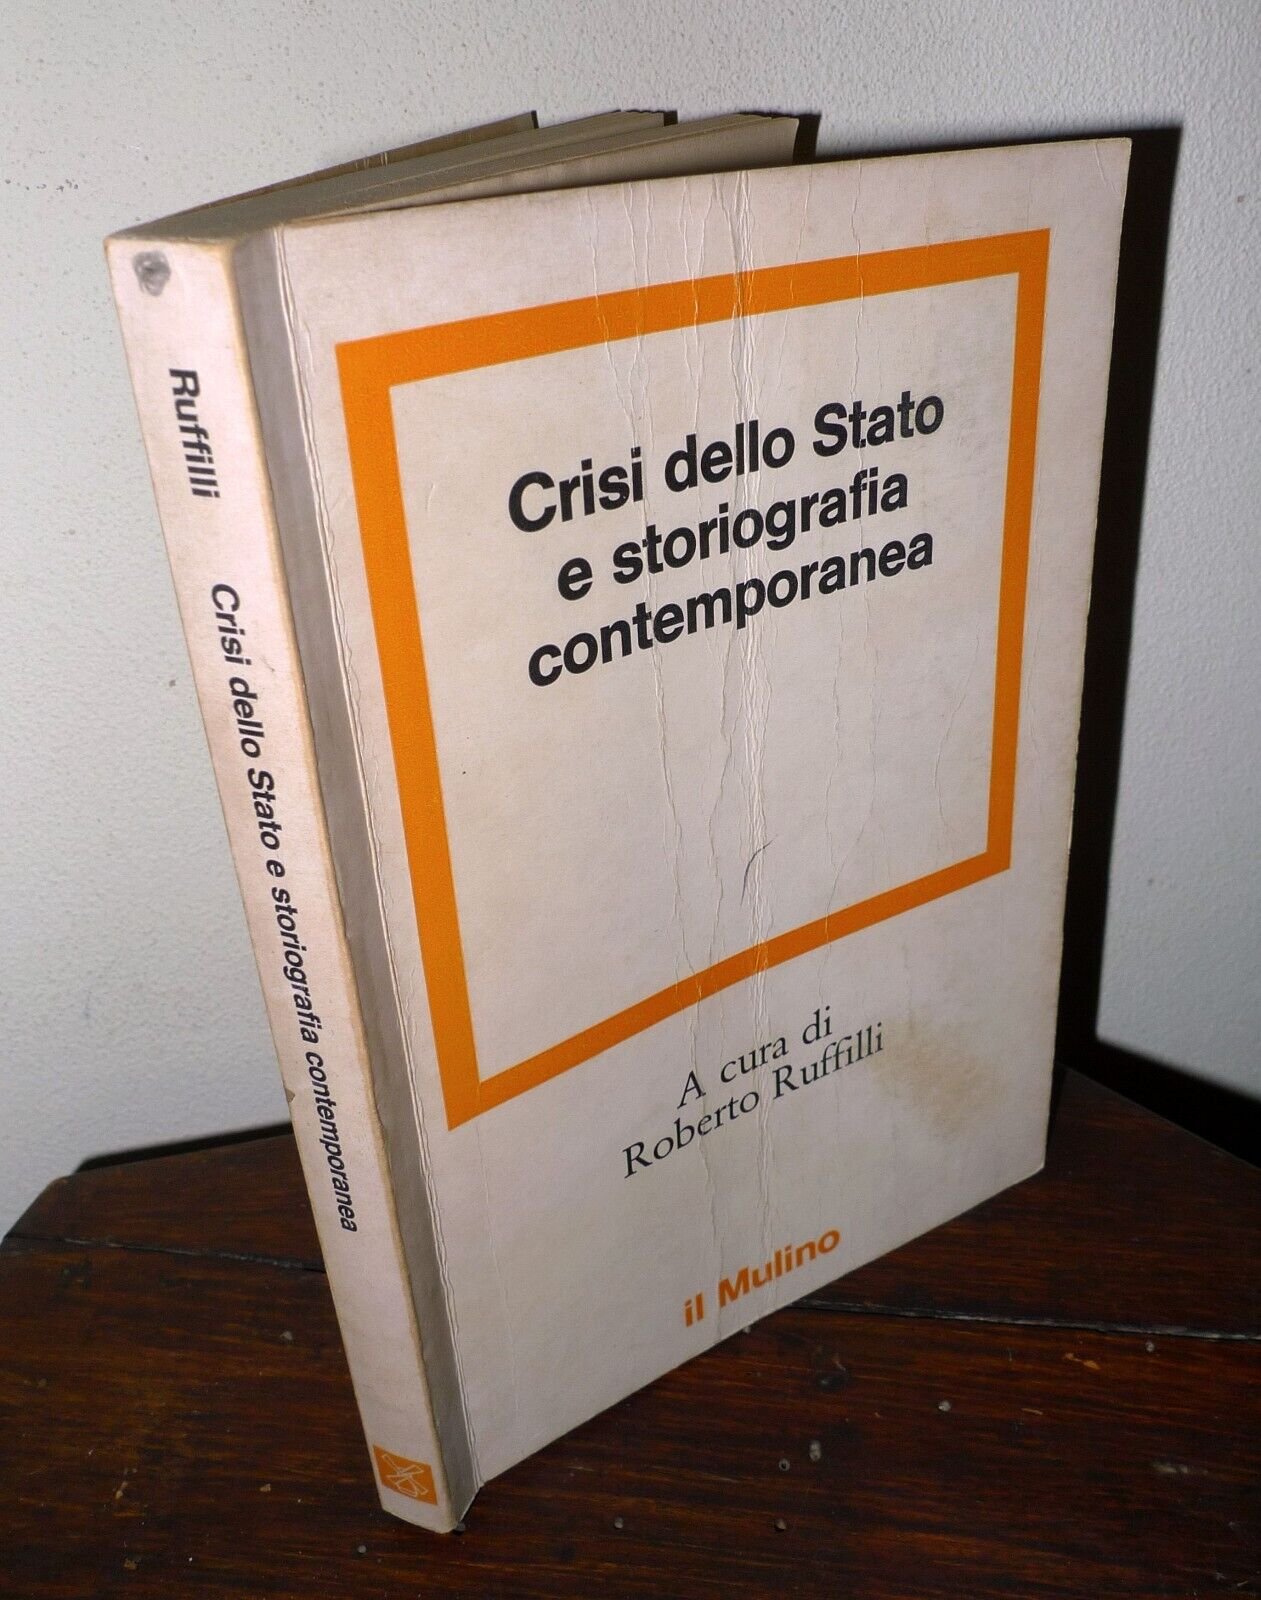 Ruffilli Crisi dello Stato e storiografia contemporanea
Crisi dello Stato
e storiografia
contemporanea
A cura di
Roberto Ruffilli
il Mulino